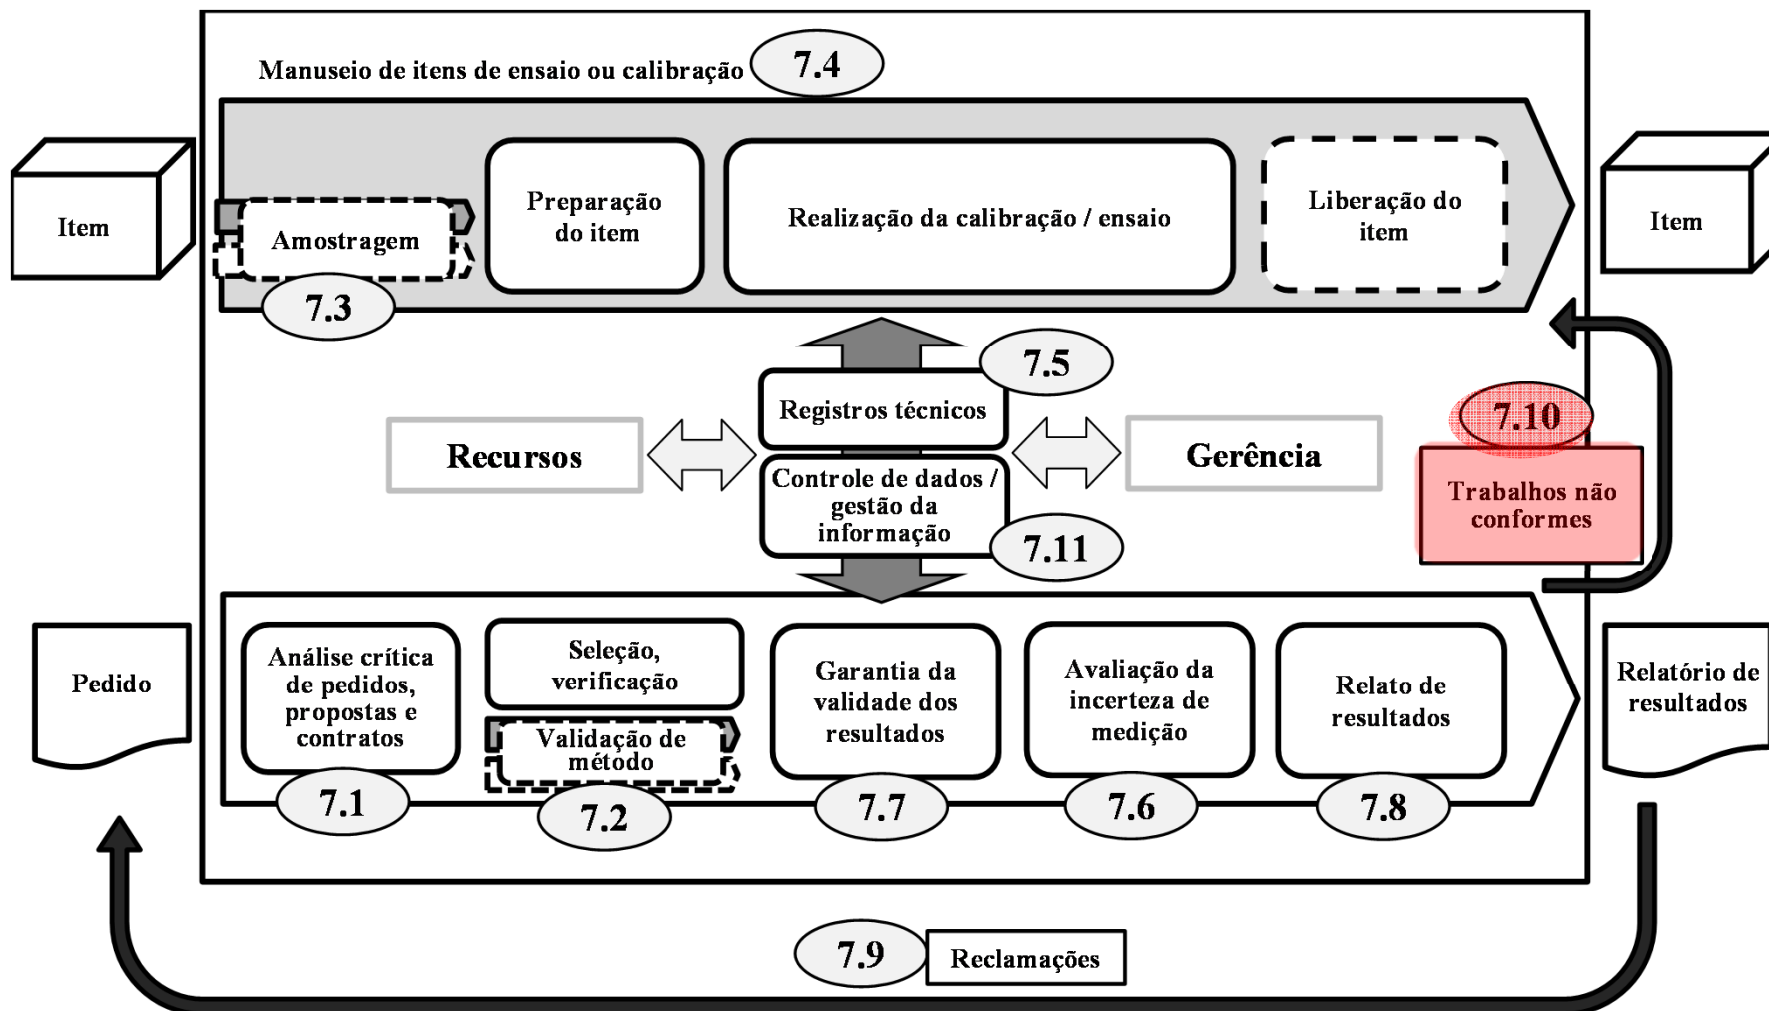 Manuseio de itens de ensaio ou calibração
7.4
Item
Amostragem
7.3
Preparação
do item
Realização da calibração / ensaio
Liberação do
item
Item
Registros técnicos
7.5
Recursos
Gerência
Controle de dados /
gestão da
informação
7.11
7.10
Trabalhos não
conformes
Pedido
Análise crítica
de pedidos,
propostas e
contratos
7.1
Seleção,
verificação
Validação de
método
7.2
Garantia da
validade dos
resultados
7.7
Avaliação da
incerteza de
medição
7.6
Relato de
resultados
7.8
Relatório de
resultados
7.9
Reclamações